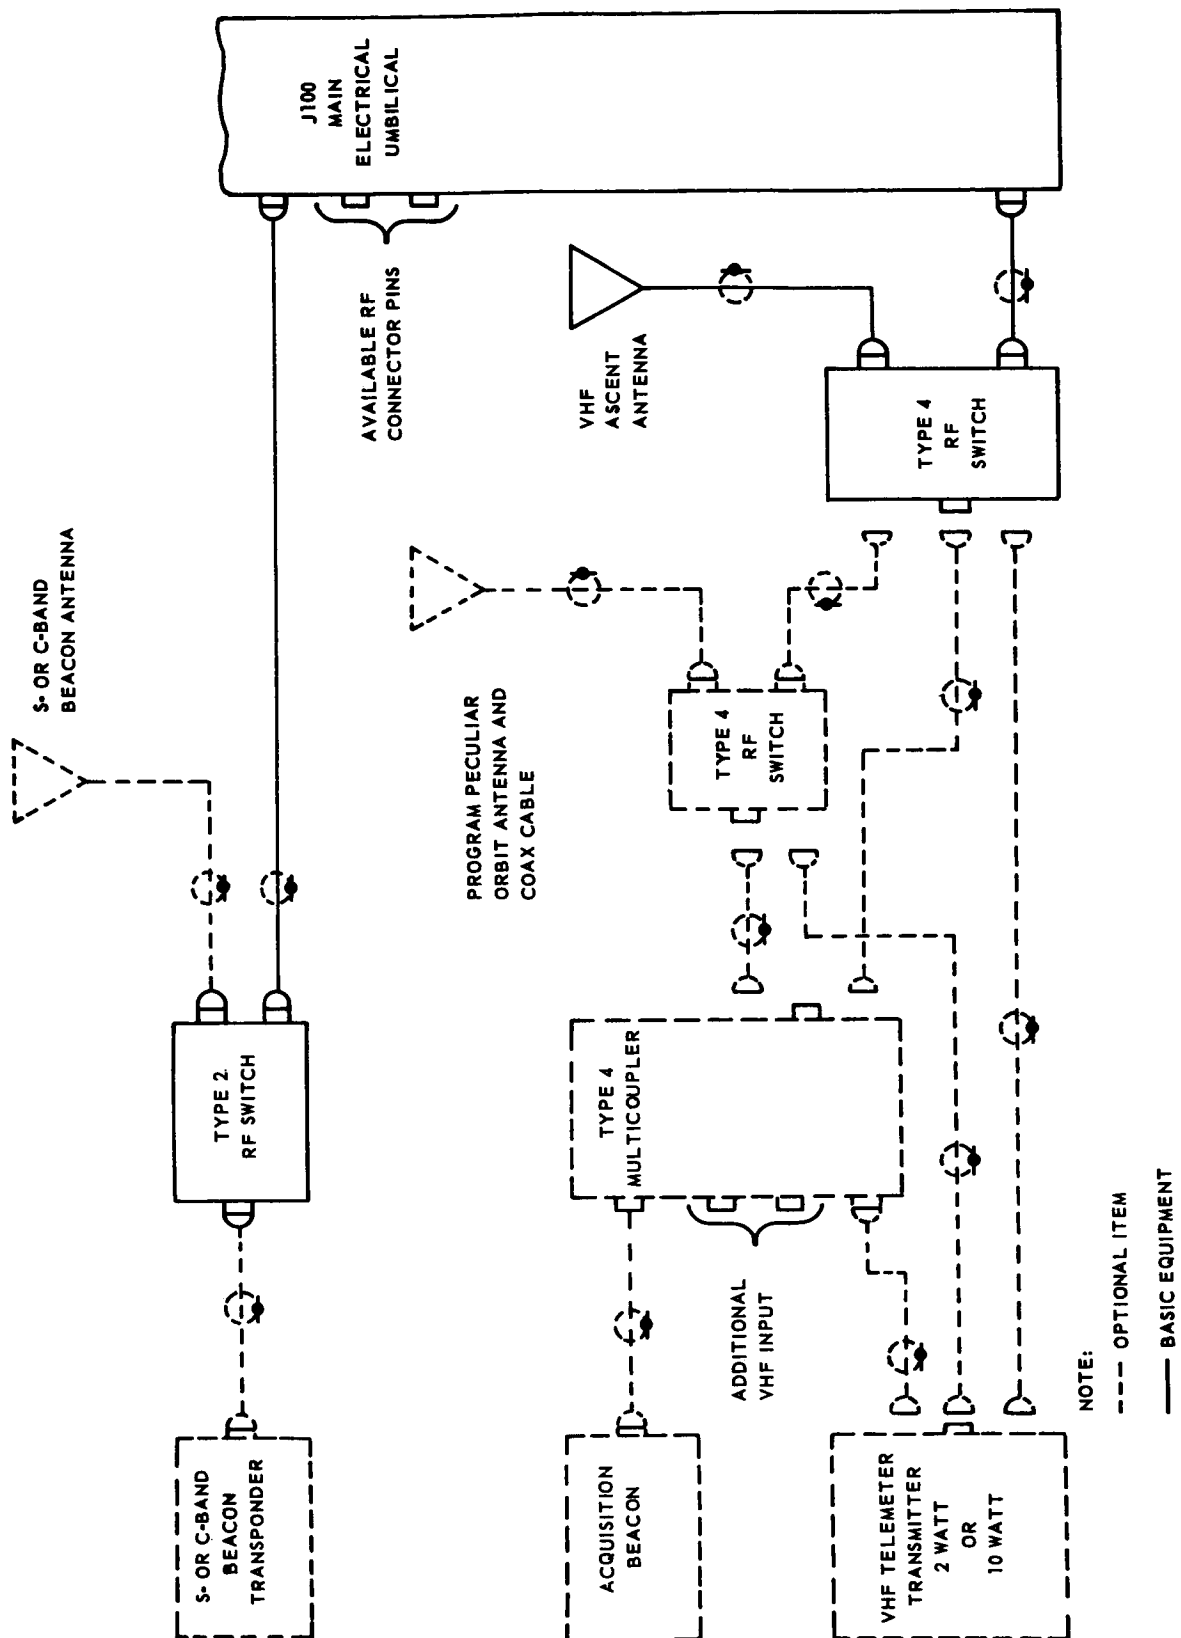 S- OR C-BAND
BEACON
TRANSPONDER
TYPE 2
RF SWITCH
S- OR C-BAND
BEACON ANTENNA
J100
MAIN
ELECTRICAL
UMBILICAL
AVAILABLE RF
CONNECTOR PINS
PROGRAM PECULIAR
ORBIT ANTENNA AND
COAX CABLE
VHF
ASCENT
ANTENNA
ACQUISITION
BEACON
ADDITIONAL
VHF INPUT
TYPE 4
MULTICOUPLER
TYPE 4
RF
SWITCH
TYPE 4
RF
SWITCH
VHF TELEMETER
TRANSMITTER
2 WATT
OR
10 WATT
NOTE:
--- OPTIONAL ITEM
— BASIC EQUIPMENT